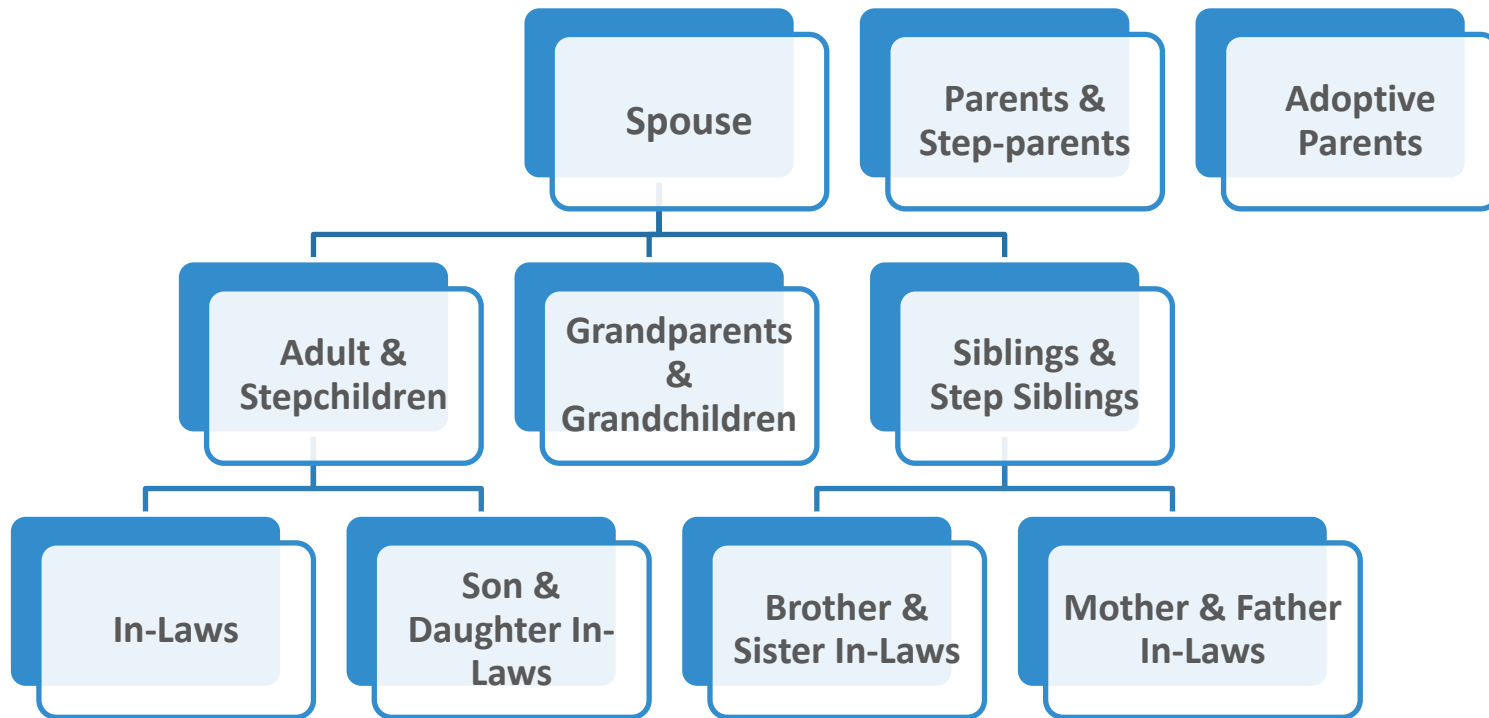 Spouse
Parents &
Step-parents
Adoptive
Parents
Adult &
Stepchildren
Grandparents
&
Grandchildren
Siblings &
Step Siblings
In-Laws
Son &
Daughter In-
Laws
Brother &
Sister In-Laws
Mother & Father
In-Laws